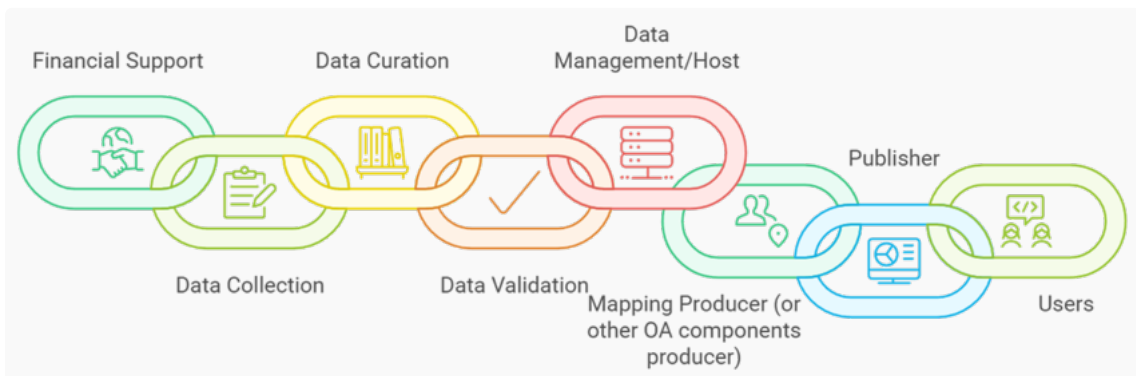 Financial Support
Data Collection
Data Curation
Data Validation
Data
Management/Host
Mapping Producer (or
other OA components
producer)
Publisher
Users